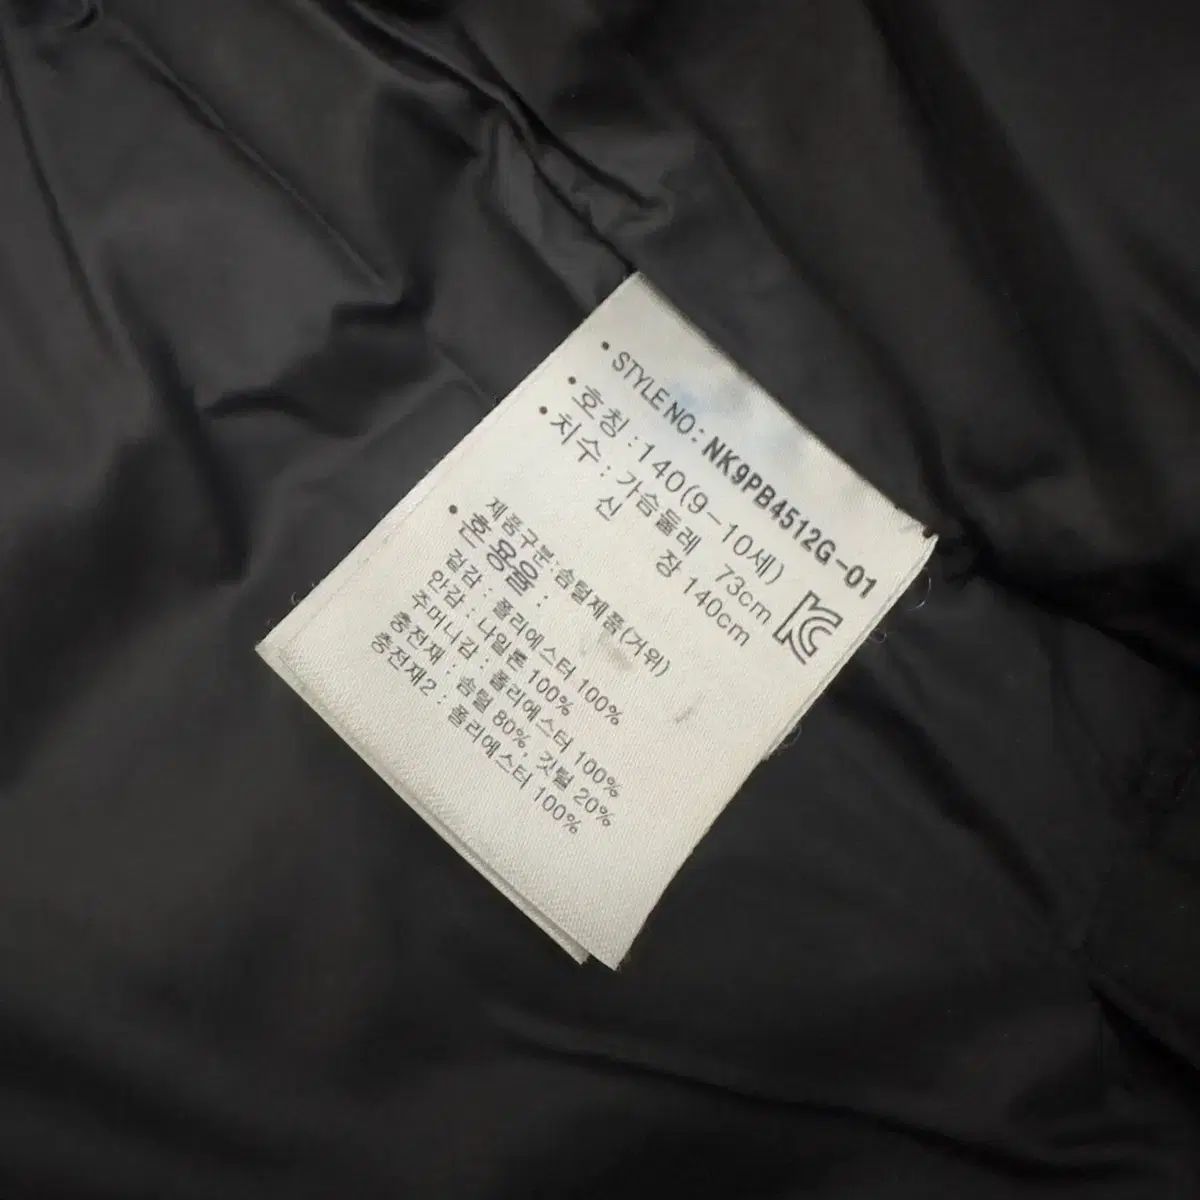 • STYLE NO : NK9PB4512G-01
• 호칭 : 140(9-10세)
• 치수 : 가슴둘레 73cm
신 장 140cm
제품구분 : 솜털제품(거위)
• 혼용율 :
겉감 : 폴리에스터 100%
안감 : 나일론 100%
주머니감 : 폴리에스터 100%
충전재 : 솜털 80%, 깃털 20%
충전재2 : 폴리에스터 100%